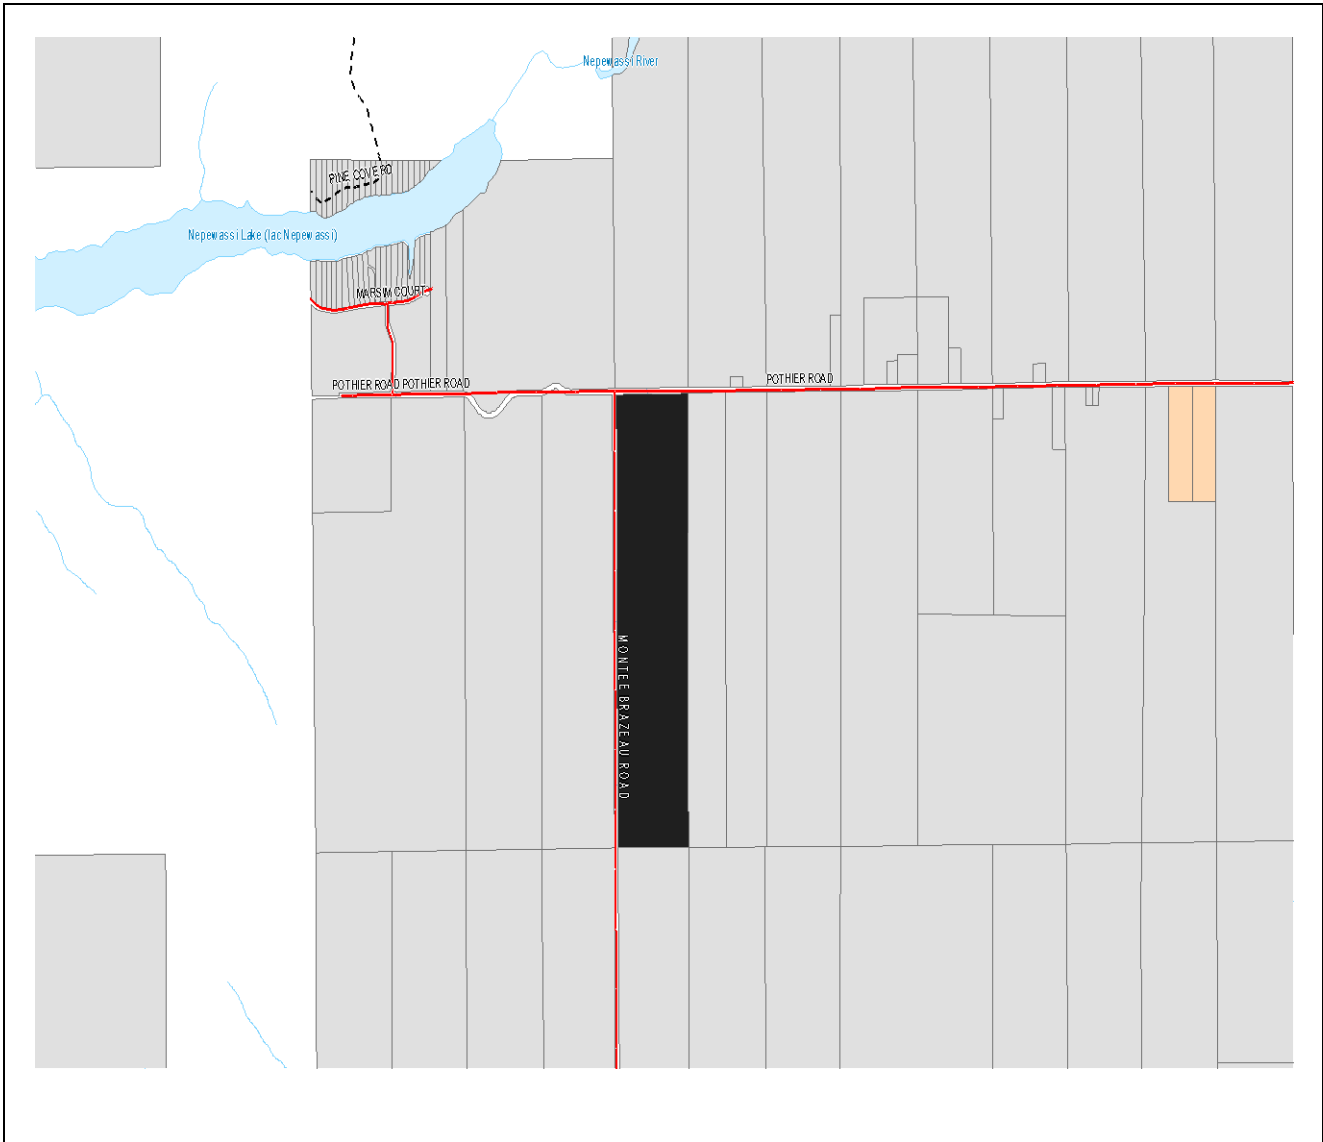 Nepewassi River
PINE COVE RD
Nepewassi Lake (lac Nepewassi)
MARSIM COURT
POTHIER ROAD POTHIER ROAD
POTHIER ROAD
MONTEE BRAZEAU ROAD